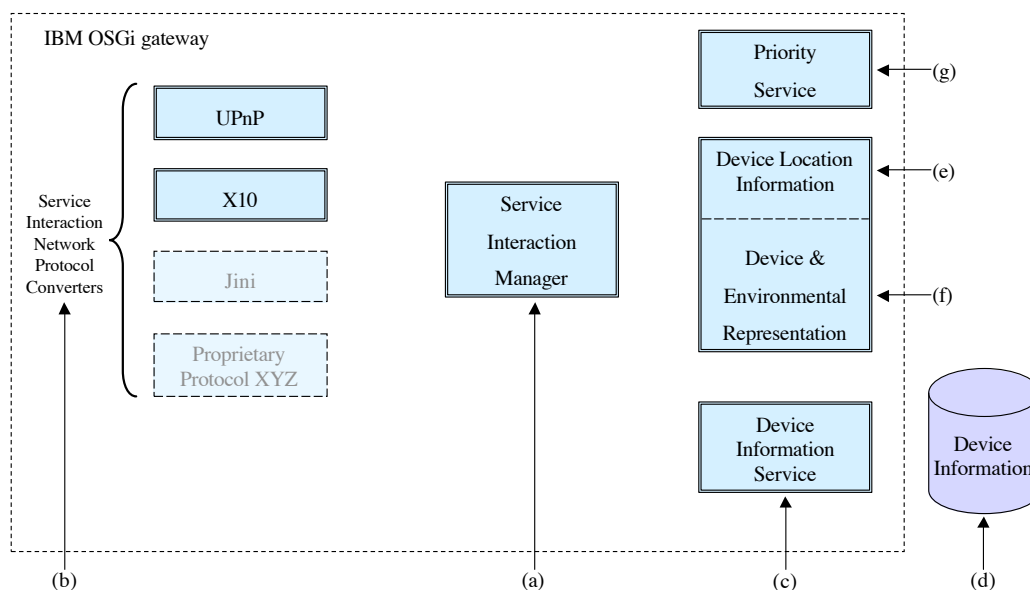 IBM OSGi gateway
UPnP
X10
Jini
Proprietary
Protocol XYZ
Service
Interaction
Network
Protocol
Converters
Service
Interaction
Manager
Priority
Service
Device Location
Information
Device &
Environmental
Representation
Device
Information
Service
Device
Information
(g)
(e)
(f)
(b)
(a)
(c)
(d)